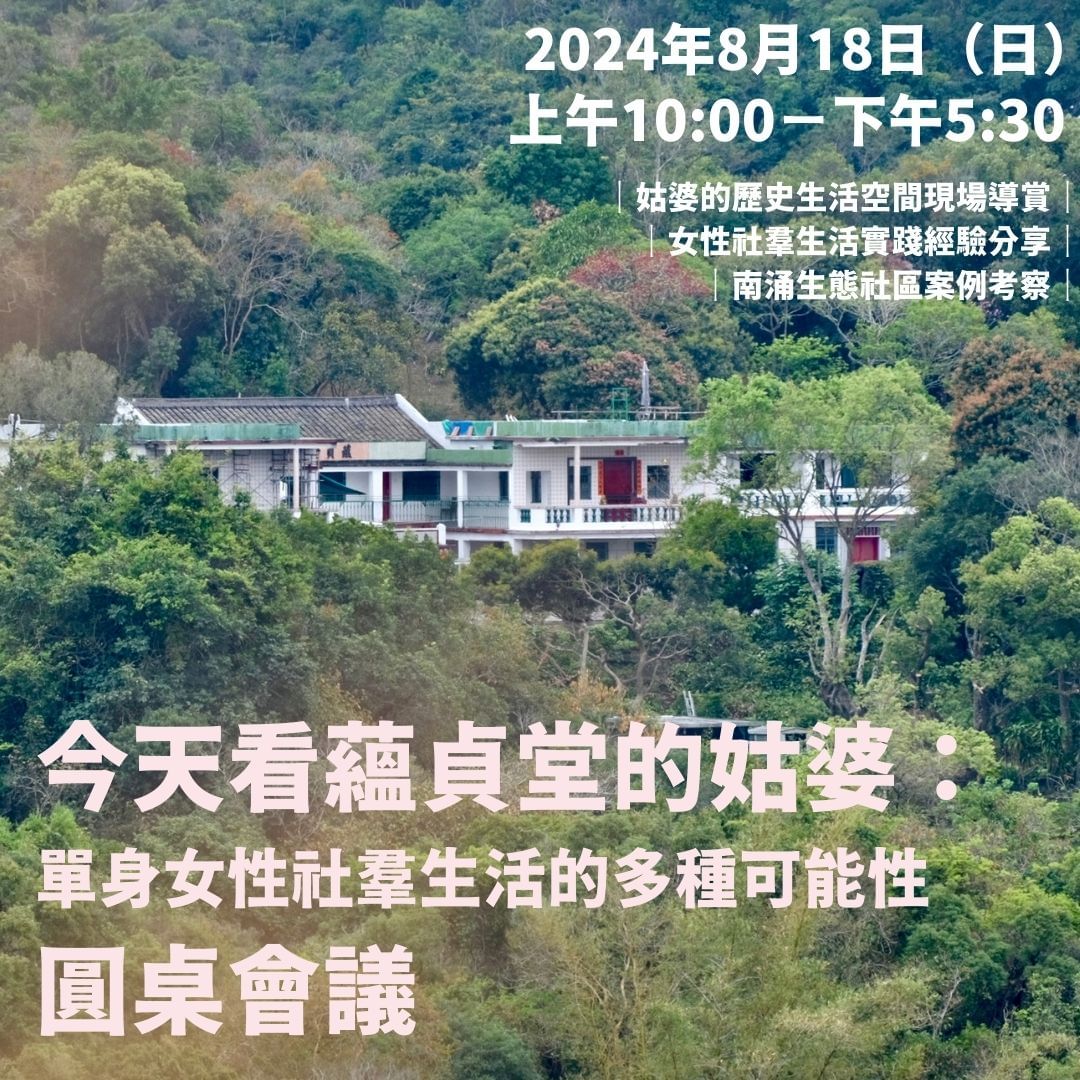 2024年8月18日（日）
上午10:00－下午5:30
｜姑婆的歷史生活空間現場導賞｜
｜女性社羣生活實踐經驗分享｜
｜南涌生態社區案例考察｜
今天看蘊貞堂的姑婆：
單身女性社羣生活的多種可能性
圓桌會議